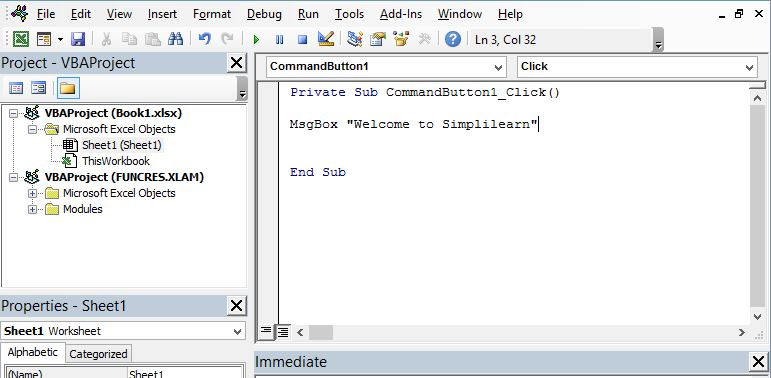 File Edit View Insert Format Debug Run Tools Add-Ins Window Help
Ln 3, Col 32
Project - VBAProject
VBAProject (Book1.xlsx)
Microsoft Excel Objects
Sheet1 (Sheet1)
ThisWorkbook
VBAProject (FUNCRES.XLAM)
Microsoft Excel Objects
Modules
Properties - Sheet1
Sheet1 Worksheet
Alphabetic Categorized
(Name) Sheet1
CommandButton1 Click
Private Sub CommandButton1_Click()
MsgBox "Welcome to Simplilearn"
End Sub
Immediate